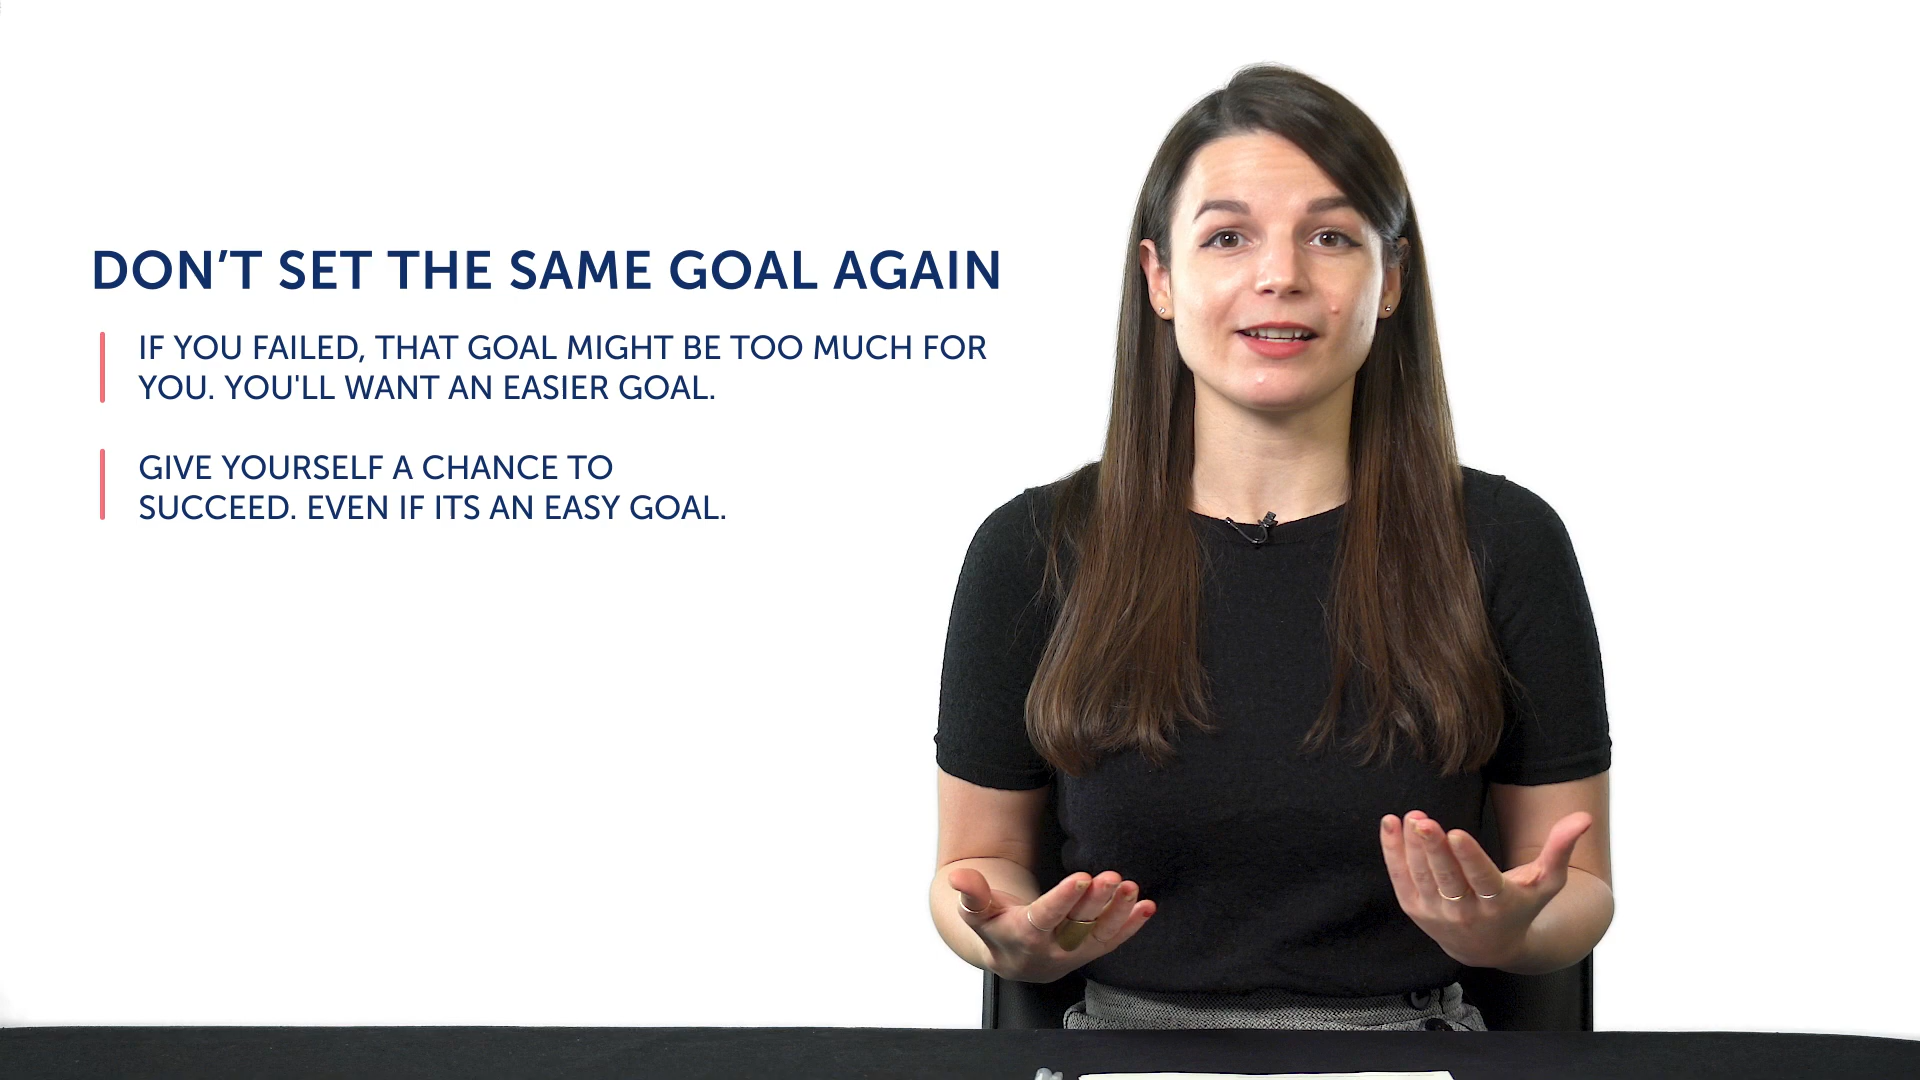 DON’T SET THE SAME GOAL AGAIN
IF YOU FAILED, THAT GOAL MIGHT BE TOO MUCH FOR
YOU. YOU'LL WANT AN EASIER GOAL.
GIVE YOURSELF A CHANCE TO
SUCCEED. EVEN IF ITS AN EASY GOAL.